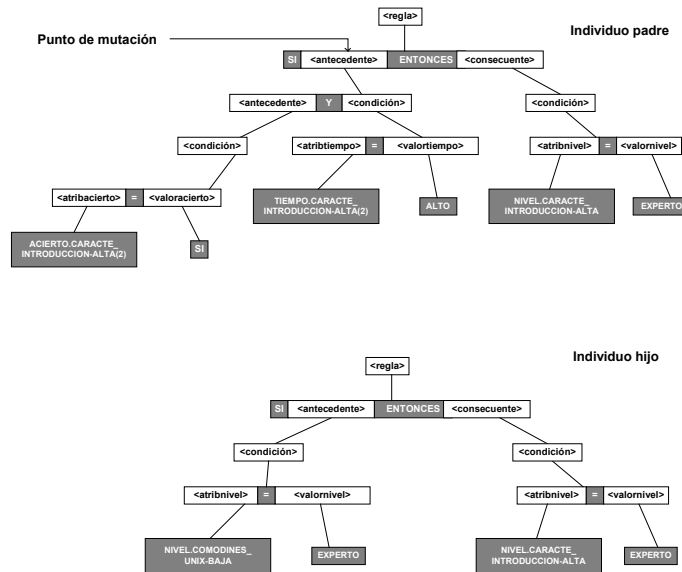 <regla>
Individuo padre
Punto de mutación
SI <antecedente> ENTONCES <consecuente>
<antecedente> Y <condición> <condición>
<condición> <atribtiempo> = <valortiempo> <atribnivel> = <valornivel>
<atribacierto> = <valoracierto>
TIEMPO.CARACTE_
INTRODUCCION-ALTA(2)
ALTO
NIVEL.CARACTE_
INTRODUCCION-ALTA
EXPERTO
ACIERTO.CARACTE_
INTRODUCCION-ALTA(2)
SI
Individuo hijo
<regla>
SI <antecedente> ENTONCES <consecuente>
<condición> <condición>
<atribnivel> = <valornivel> <atribnivel> = <valornivel>
NIVEL.COMODINES_
UNIX-BAJA
EXPERTO
NIVEL.CARACTE_
INTRODUCCION-ALTA
EXPERTO